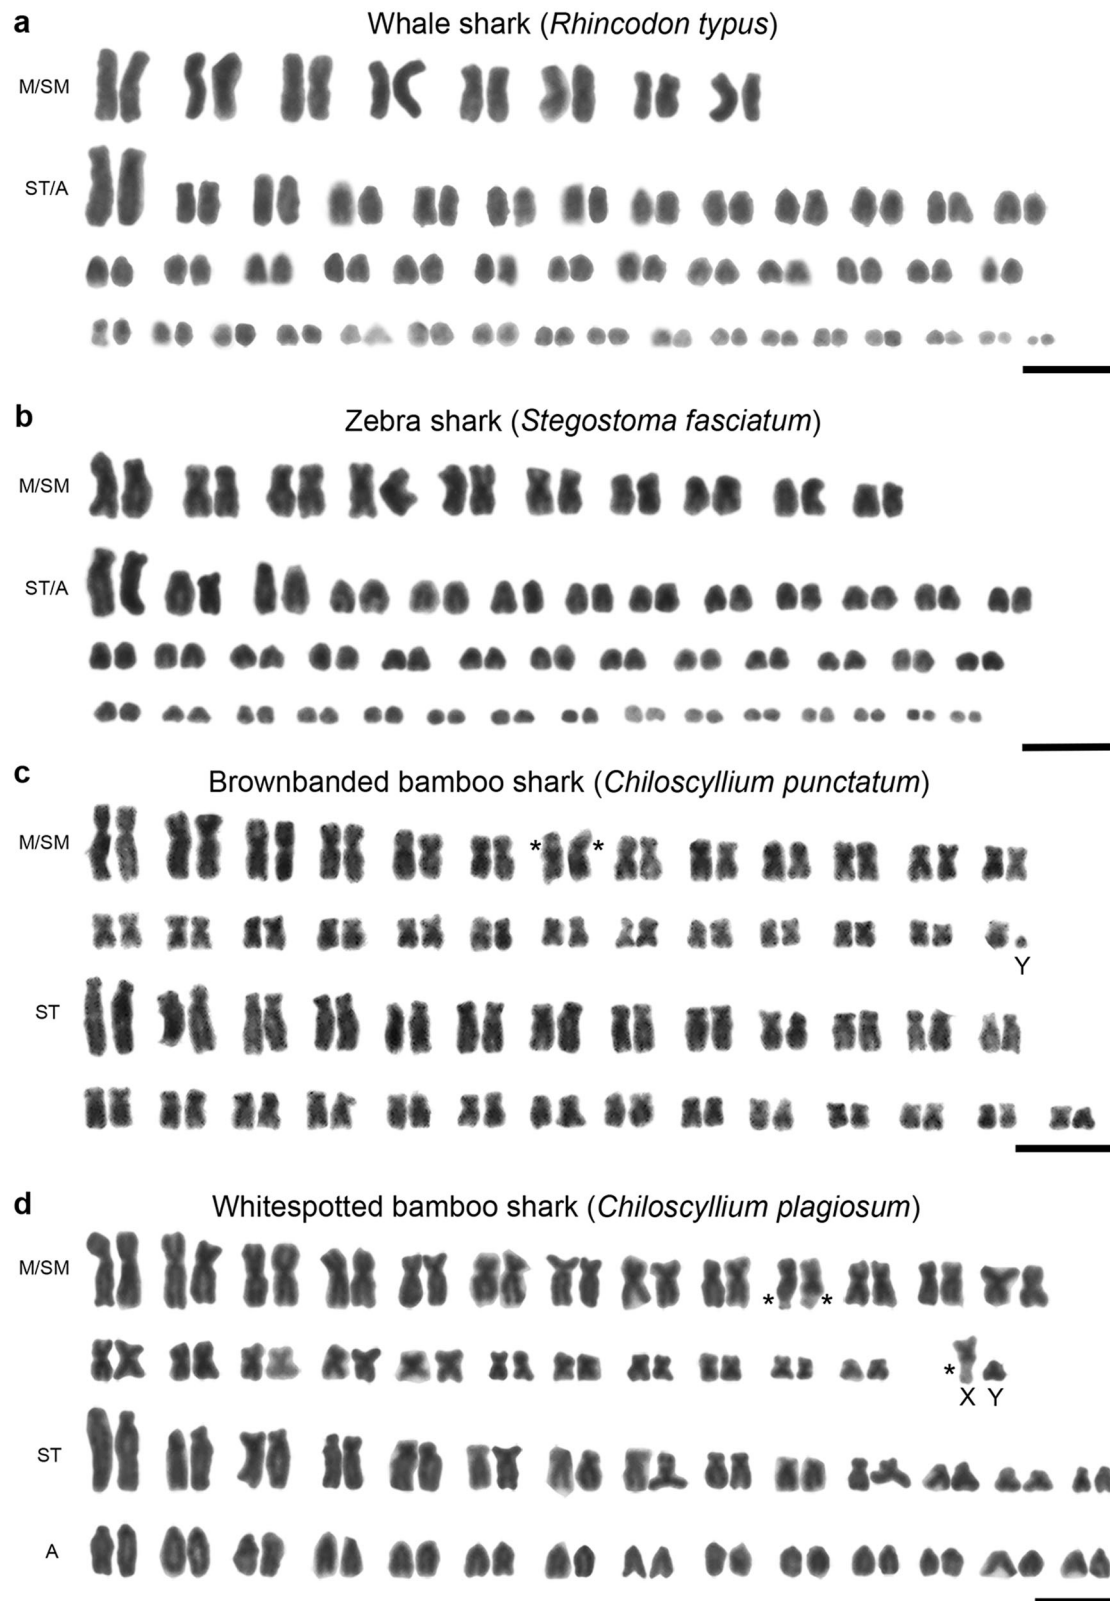 a
Whale shark (Rhincodon typus)
M/SM
ST/A
b
Zebra shark (Stegostoma fasciatum)
M/SM
ST/A
c
Brownbanded bamboo shark (Chiloscyllium punctatum)
M/SM
* *
Y
ST
d
Whitespotted bamboo shark (Chiloscyllium plagiosum)
M/SM
* *
*
X Y
ST
A